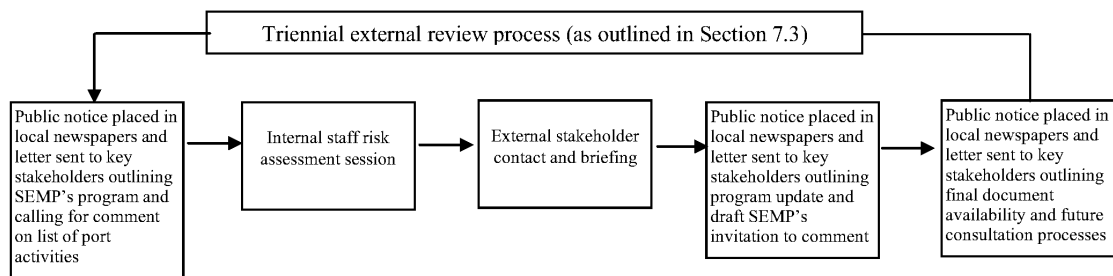 Triennial external review process (as outlined in Section 7.3)
Public notice placed in
local newspapers and
letter sent to key
stakeholders outlining
SEMP's program and
calling for comment
on list of port
activities
Internal staff risk
assessment session
External stakeholder
contact and briefing
Public notice placed in
local newspapers and
letter sent to key
stakeholders outlining
program update and
draft SEMP's
invitation to comment
Public notice placed in
local newspapers and
letter sent to key
stakeholders outlining
final document
availability and future
consultation processes